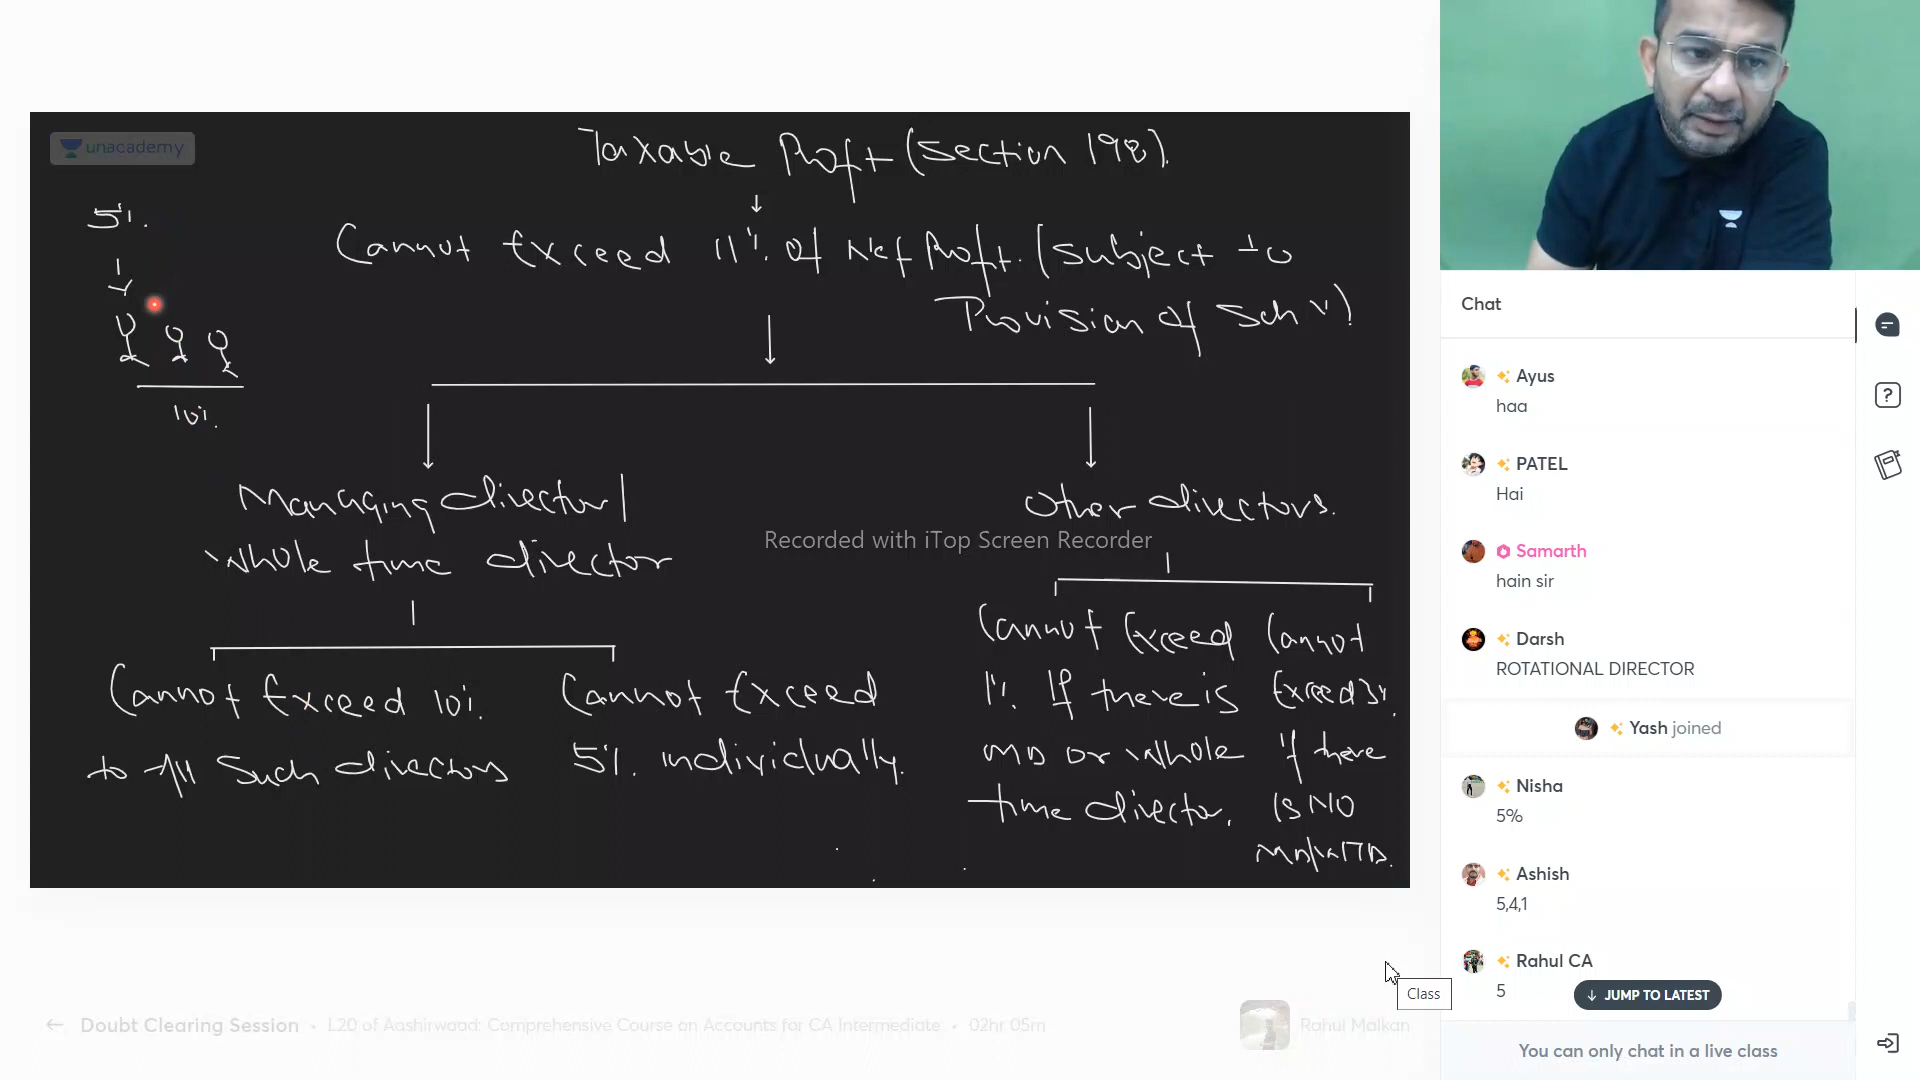 unacademy
Taxable Profit (section 198).
Cannot Exceed 11% of Net Profit. (subject to
Provision of Sch V)
5%.
10%.
Managing director/
whole time director
Other directors.
Recorded with iTop Screen Recorder
Cannot Exceed 10%.
to All Such directors
Cannot Exceed
5%. individually.
Cannot Exceed
1%. If there is
MD or whole
time director.
Cannot
Exceed 3%.
if there
is NO
MD/WTD.
Chat
Ayus
haa
PATEL
Hai
Samarth
hain sir
Darsh
ROTATIONAL DIRECTOR
Yash joined
Nisha
5%
Ashish
5,4,1
Rahul CA
5
↓ JUMP TO LATEST
You can only chat in a live class
Class
← Doubt Clearing Session • L20 of Aashirwaad: Comprehensive Course on Accounts for CA Intermediate • 02hr 05m
Rahul Malkan